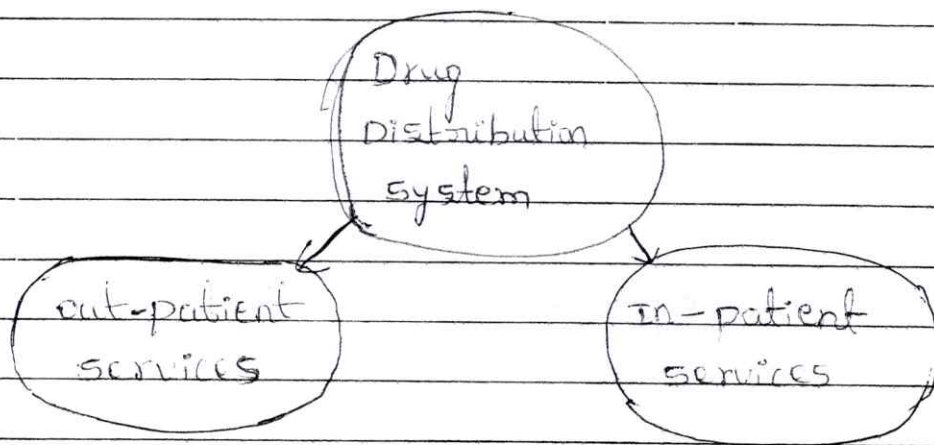 Drug
Distribution
system
out-patient
services
In-patient
services